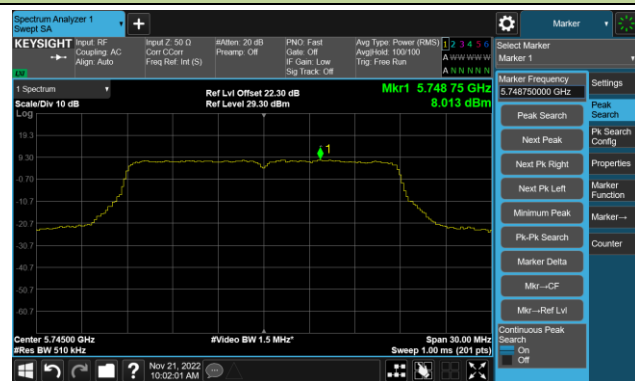 Spectrum Analyzer 1
Swept SA
Marker
KEYSIGHT
Input: RF
Coupling: AC
Align: Auto
Input Z: 50 Ω
Corr CCorr
Freq Ref: Int (S)
#Atten: 20 dB
Preamp: Off
PNO: Fast
Gate: Off
IF Gain: Low
Sig Track: Off
Avg Type: Power (RMS)
Avg|Hold: 100/100
Trig: Free Run
1 2 3 4 5 6
A W W W W W
A N N N N N
LU
Select Marker
Marker 1
1 Spectrum
Scale/Div 10 dB
Log
Ref Lvl Offset 22.30 dB
Ref Level 29.30 dBm
Mkr1 5.748 75 GHz
8.013 dBm
19.3
9.30
-0.70
-10.7
-20.7
-30.7
-40.7
-50.7
-60.7
1
Center 5.74500 GHz
#Res BW 510 kHz
#Video BW 1.5 MHz*
Span 30.00 MHz
Sweep 1.00 ms (201 pts)
Marker Frequency
5.748750000 GHz
Peak Search
Next Peak
Next Pk Right
Next Pk Left
Minimum Peak
Pk-Pk Search
Marker Delta
Mkr→CF
Mkr→Ref Lvl
Continuous Peak
Search
On
Off
Settings
Peak
Search
Pk Search
Config
Properties
Marker
Function
Marker→
Counter
Nov 21, 2022
10:02:01 AM